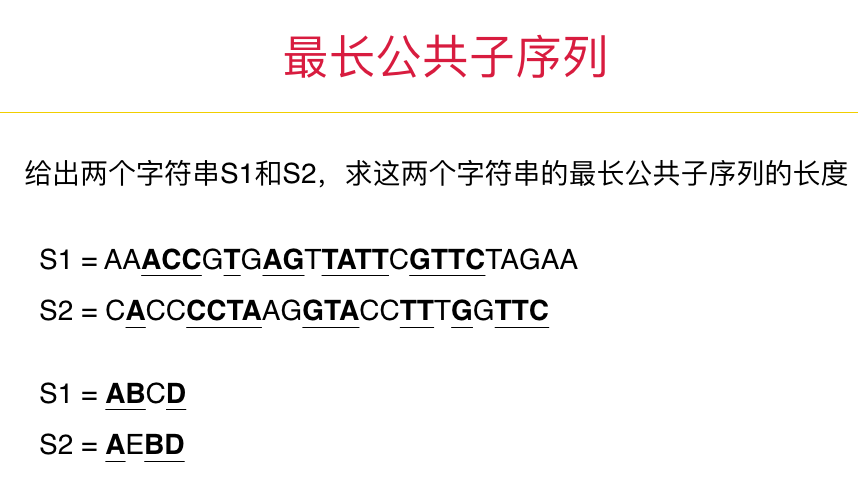 最长公共子序列
给出两个字符串S1和S2，求这两个字符串的最长公共子序列的长度
S1 = AAACCGTGAGTTATTCGTTCTAGAA
S2 = CACCCCTAAGGTACCTTTGGTTC
S1 = ABCD
S2 = AEBD